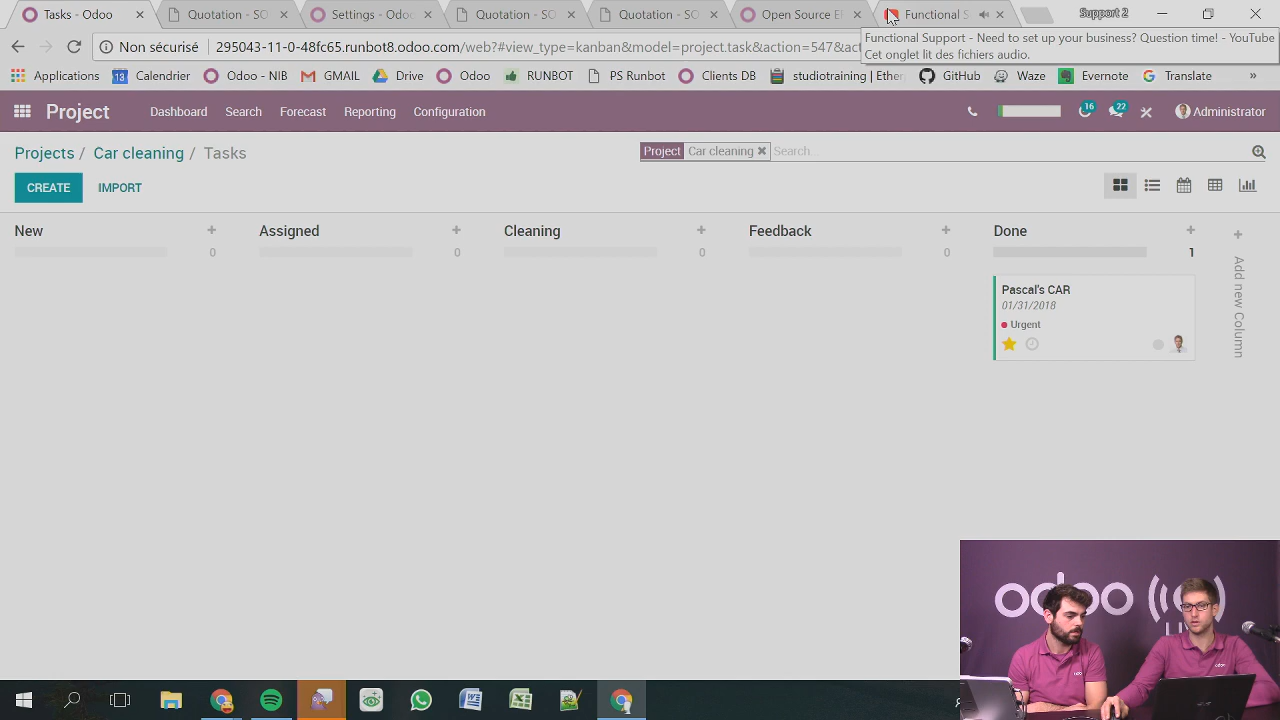 Tasks - Odoo
Quotation - SO
Settings - Odoo
Quotation - SO
Quotation - SO
Open Source E
Functional S
Support 2
Non sécurisé
295043-11-0-48fc65.runbot8.odoo.com/web?#view_type=kanban&model=project.task&action=547&act
Functional Support - Need to set up your business? Question time! - YouTube
Cet onglet lit des fichiers audio.
Applications
13
Calendrier
Odoo - NIB
GMAIL
Drive
Odoo
RUNBOT
PS Runbot
Clients DB
studiotraining | Ether
GitHub
Waze
Evernote
Translate
»
Project
Dashboard
Search
Forecast
Reporting
Configuration
16
22
Administrator
Projects / Car cleaning / Tasks
Project Car cleaning
Search...
CREATE
IMPORT
New
0
Assigned
0
Cleaning
0
Feedback
0
Done
1
Add new Column
Pascal's CAR
01/31/2018
Urgent
odoo